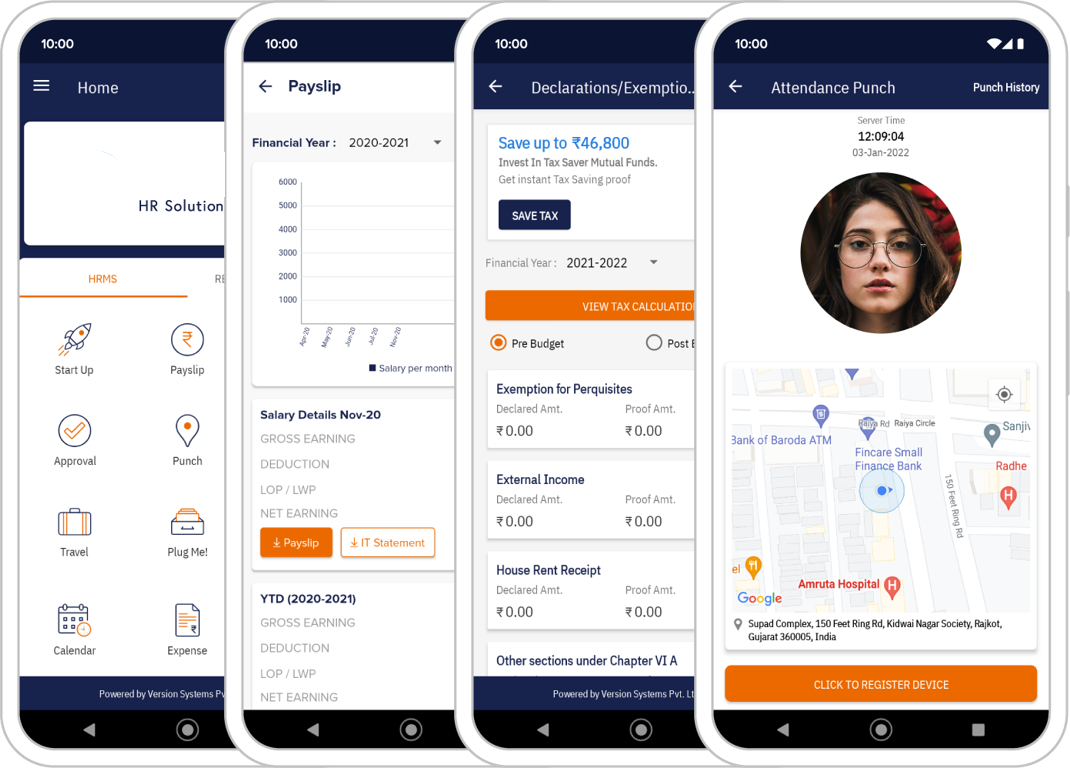 10:00
Home
HR Solution
HRMS
RE
Start Up
Payslip
Approval
Punch
Travel
Plug Me!
Calendar
Expense
Powered by Version Systems Pv
10:00
Payslip
Financial Year : 2020-2021
6000
5000
4000
3000
2000
1000
Apr-20 May-20 Jun-20 Jul-20 Nov-20
Salary per month
Salary Details Nov-20
GROSS EARNING
DEDUCTION
LOP / LWP
NET EARNING
Payslip IT Statement
YTD (2020-2021)
GROSS EARNING
DEDUCTION
LOP / LWP
NET EARNING
10:00
Declarations/Exemptio..
Save up to ₹46,800
Invest In Tax Saver Mutual Funds.
Get instant Tax Saving proof
SAVE TAX
Financial Year : 2021-2022
VIEW TAX CALCULATIO
Pre Budget Post B
Exemption for Perquisites
Declared Amt. Proof Amt.
₹ 0.00 ₹ 0.00
External Income
Declared Amt. Proof Amt.
₹ 0.00 ₹ 0.00
House Rent Receipt
Declared Amt. Proof Amt.
₹ 0.00 ₹ 0.00
Other sections under Chapter VI A
Powered by Version Systems Pvt. Lt
10:00
Attendance Punch Punch History
Server Time
12:09:04
03-Jan-2022
Raiya Rd Raiya Circle
Sanjiv
Bank of Baroda ATM
Fincare Small
Finance Bank
Radhe
H
150 Feet Ring Rd
el
Amruta Hospital H
Google
Supad Complex, 150 Feet Ring Rd, Kidwai Nagar Society, Rajkot,
Gujarat 360005, India
CLICK TO REGISTER DEVICE